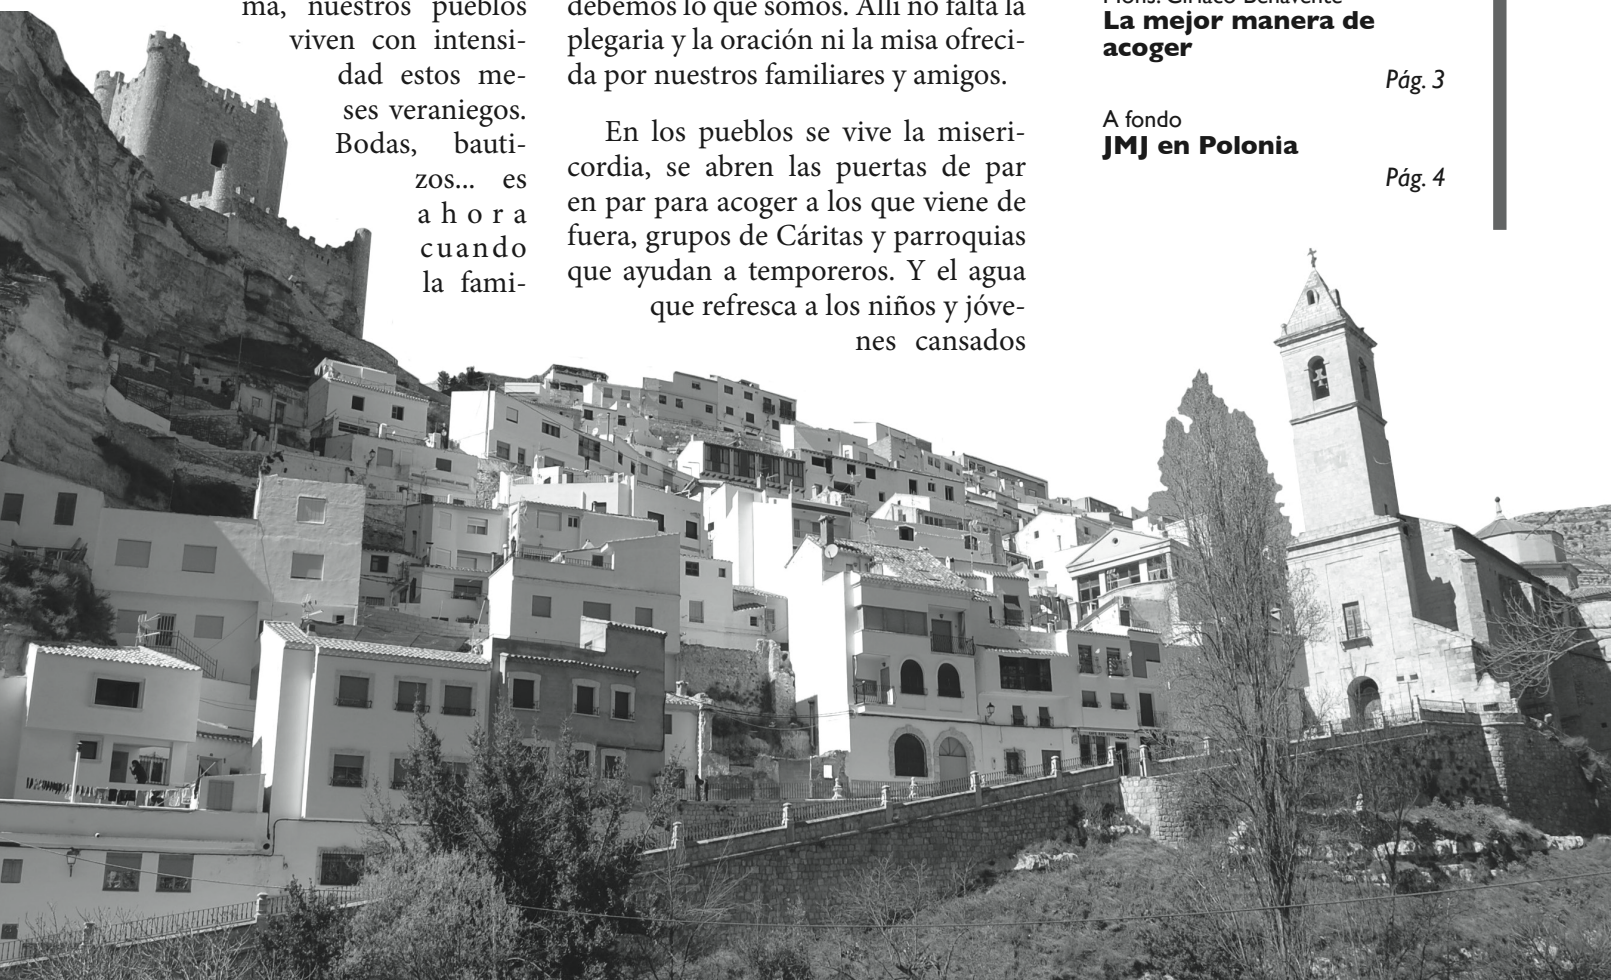 ma, nuestros pueblos
viven con intensi-
dad estos me-
ses veraniegos.
Bodas, bauti-
zos... es
ahora
cuando
la fami-
debemos lo que somos. Allí no falta la
plegaria y la oración ni la misa ofreci-
da por nuestros familiares y amigos.
En los pueblos se vive la miseri-
cordia, se abren las puertas de par
en par para acoger a los que viene de
fuera, grupos de Cáritas y parroquias
que ayudan a temporeros. Y el agua
que refresca a los niños y jóve-
nes cansados
Mons. Ciriaco Benavente
La mejor manera de
acoger
Pág. 3
A fondo
JMJ en Polonia
Pág. 4